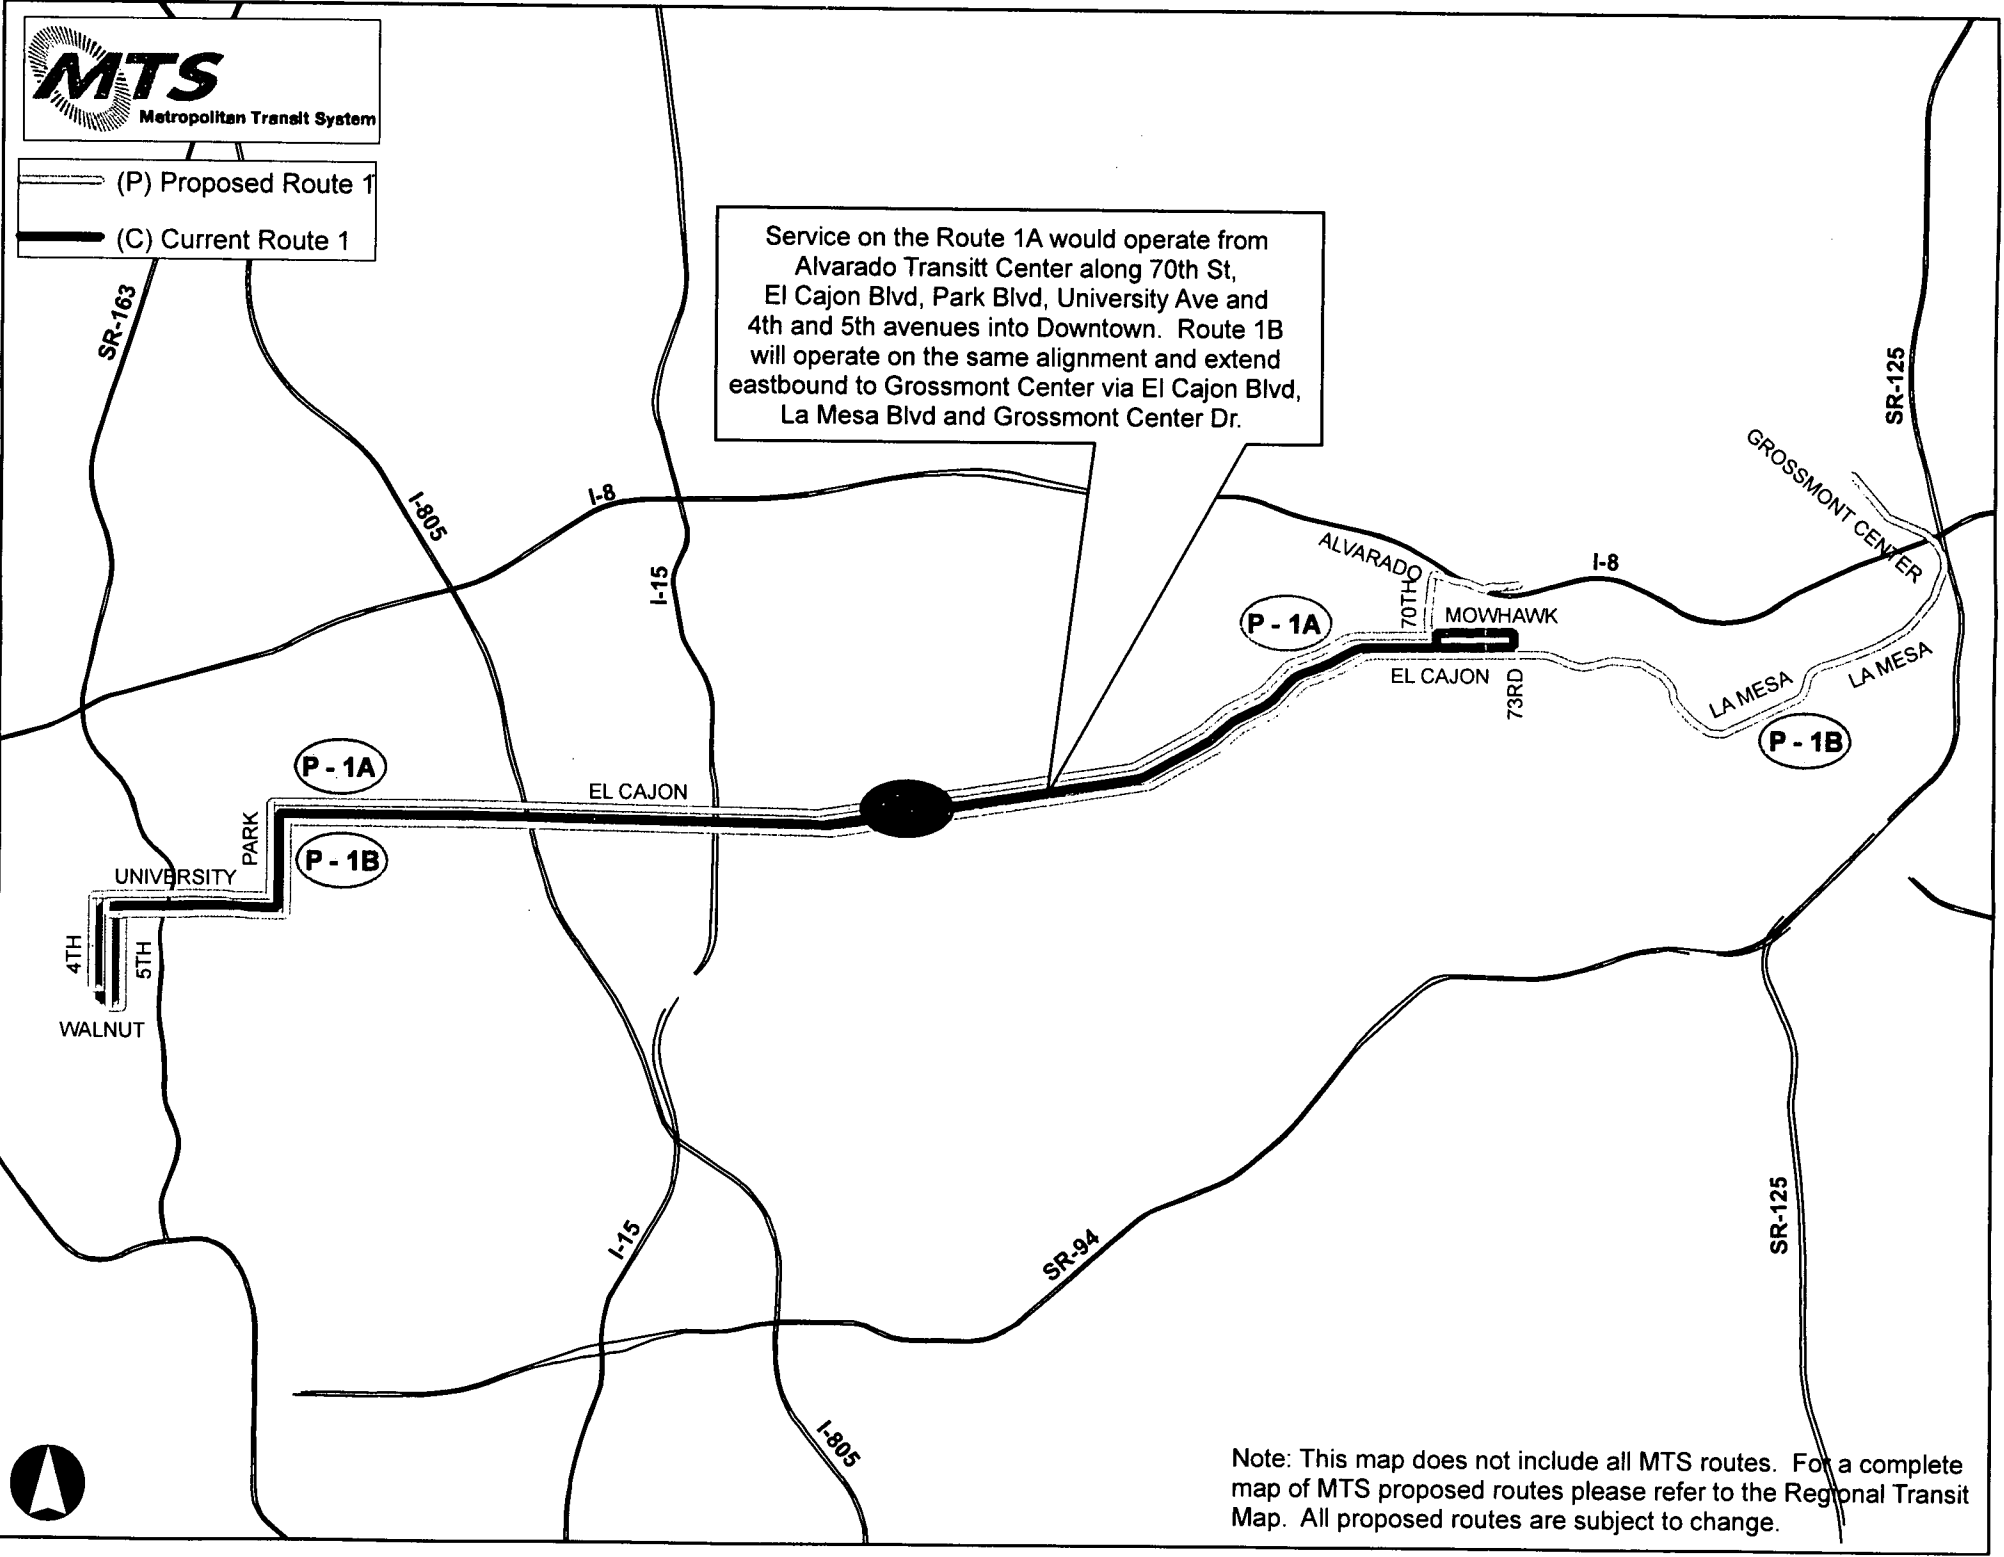 MTS
Metropolitan Transit System
(P) Proposed Route 1
(C) Current Route 1
Service on the Route 1A would operate from
Alvarado Transitt Center along 70th St,
El Cajon Blvd, Park Blvd, University Ave and
4th and 5th avenues into Downtown. Route 1B
will operate on the same alignment and extend
eastbound to Grossmont Center via El Cajon Blvd,
La Mesa Blvd and Grossmont Center Dr.
SR-163
I-805
I-8
I-15
SR-125
GROSSMONT CENTER
ALVARADO
I-8
70TH
MOWHAWK
P - 1A
EL CAJON
73RD
LA MESA
LA MESA
P - 1B
P - 1A
EL CAJON
PARK
P - 1B
UNIVERSITY
4TH
5TH
WALNUT
I-15
SR-94
SR-125
I-805
Note: This map does not include all MTS routes. For a complete
map of MTS proposed routes please refer to the Regional Transit
Map. All proposed routes are subject to change.